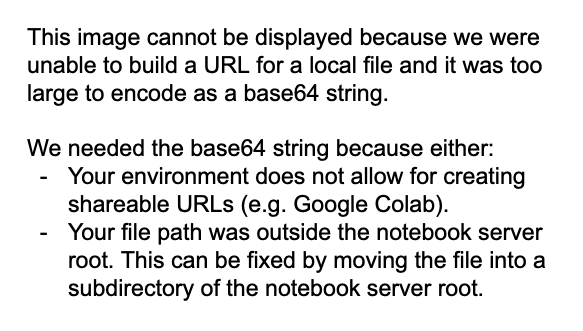 This image cannot be displayed because we were
unable to build a URL for a local file and it was too
large to encode as a base64 string.
We needed the base64 string because either:
- Your environment does not allow for creating
shareable URLs (e.g. Google Colab).
- Your file path was outside the notebook server
root. This can be fixed by moving the file into a
subdirectory of the notebook server root.